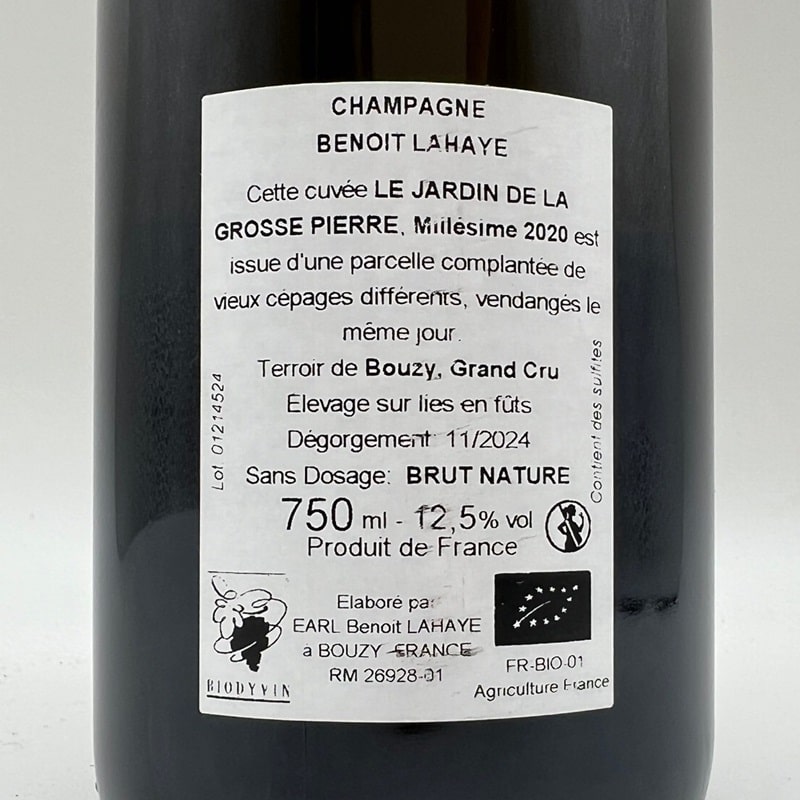 CHAMPAGNE
BENOIT LAHAYE
Cette cuvée LE JARDIN DE LA
GROSSE PIERRE, Millésime 2020 est
issue d'une parcelle complantée de
vieux cépages différents, vendangés le
même jour.
Terroir de Bouzy, Grand Cru
Elevage sur lies en fûts
Dégorgement 11/2024
Sans Dosage: BRUT NATURE
750 ml - 12,5% vol
Produit de France
Lot 01214524
Contient des sulfites
Elaboré par
EARL Benoit LAHAYE
à BOUZY -FRANCE
RM 26928-01
BIODYVIN
FR-BIO-01
Agriculture France